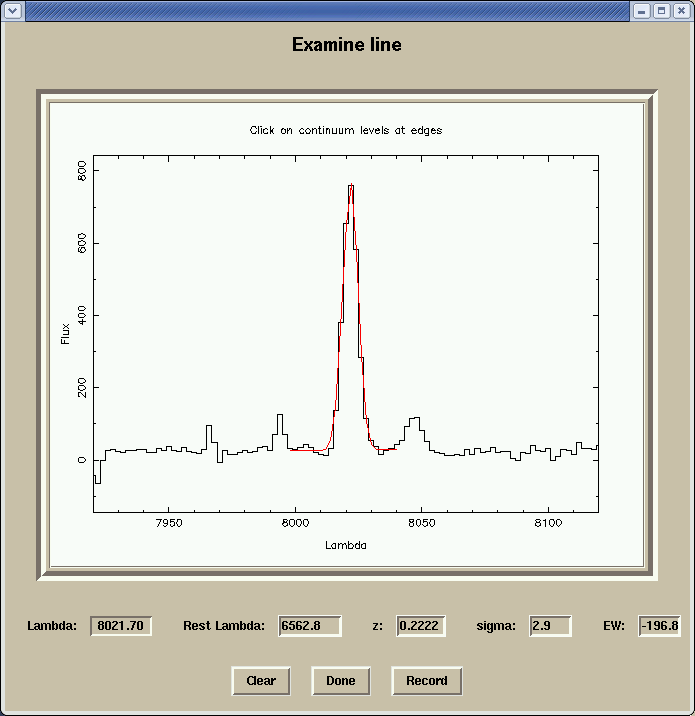 Examine line
Click on continuum levels at edges
800
600
400
200
0
Flux
7950 8000 8050 8100
Lambda
Lambda: 8021.70 Rest Lambda: 6562.8 z: 0.2222 sigma: 2.9 EW: -196.8
Clear Done Record